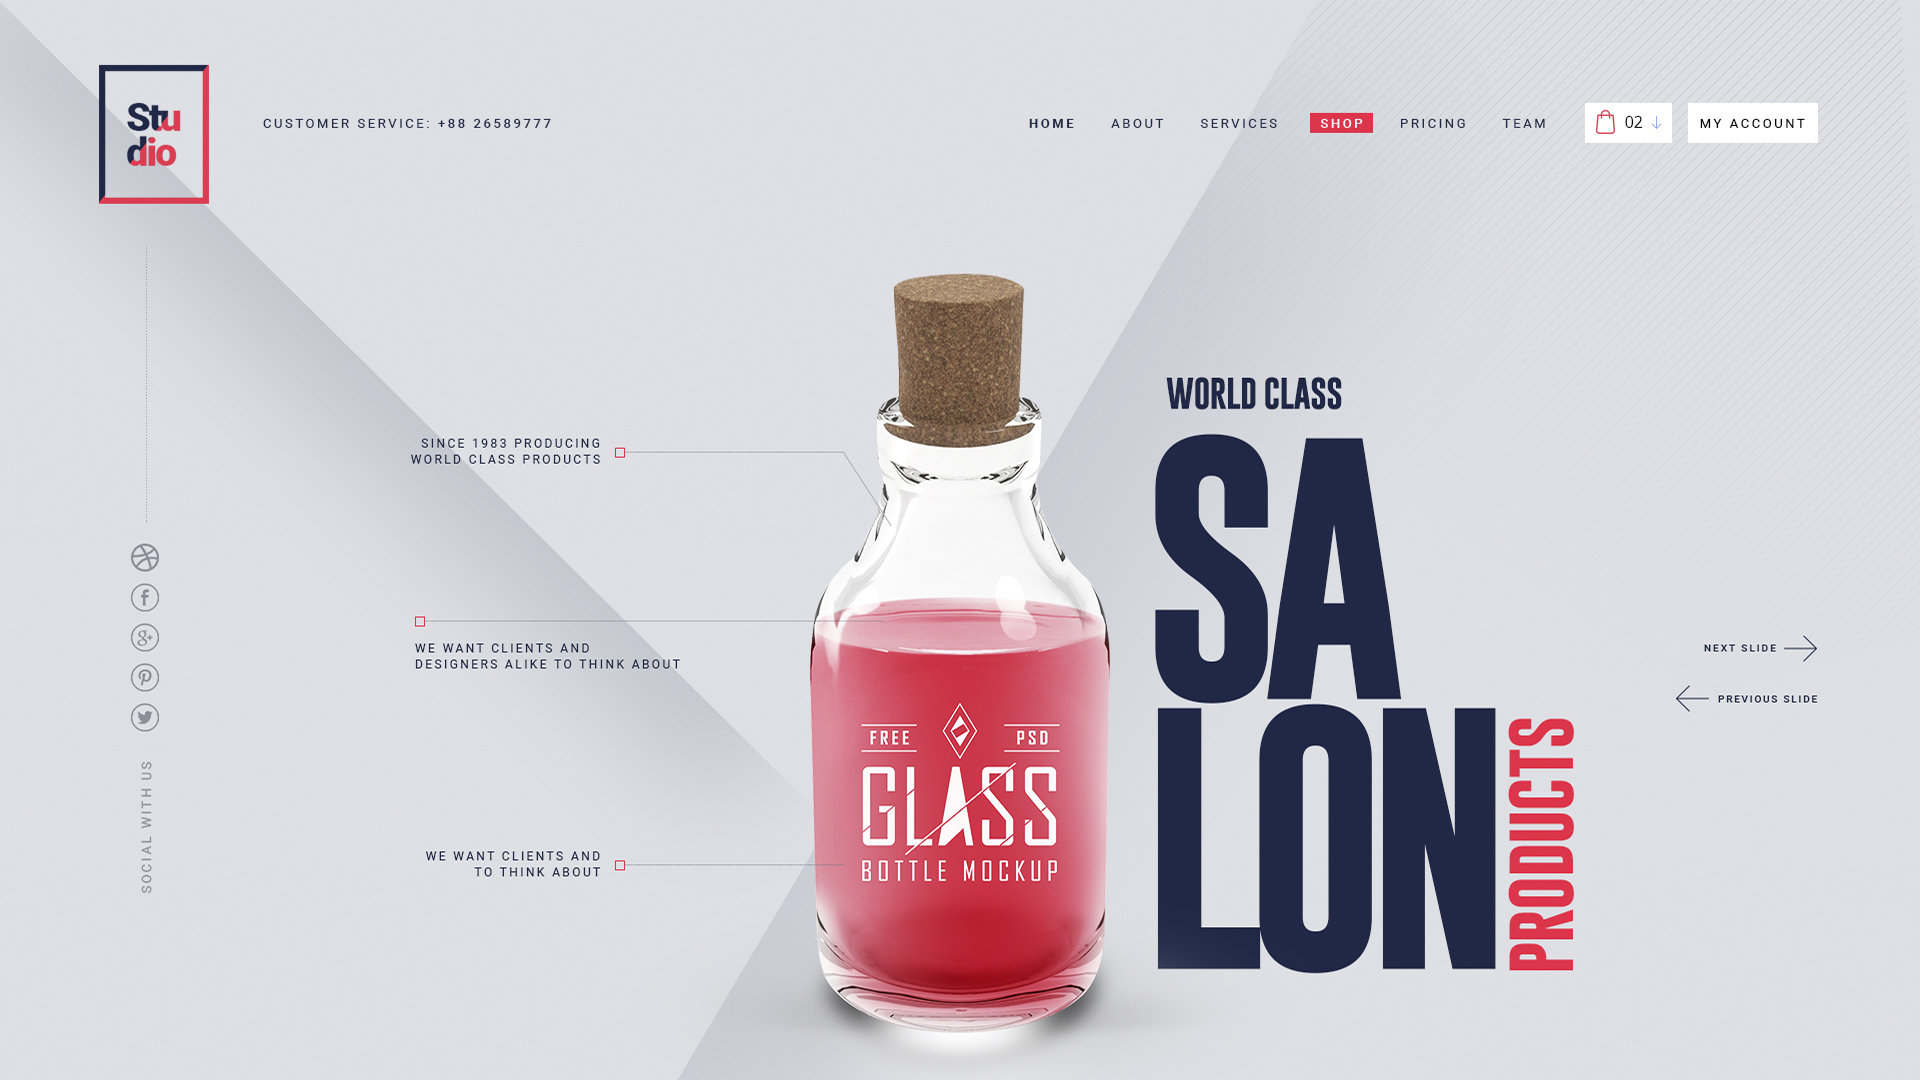 Stu
dio
CUSTOMER SERVICE: +88 26589777
HOME ABOUT SERVICES SHOP PRICING TEAM
02
MY ACCOUNT
SINCE 1983 PRODUCING
WORLD CLASS PRODUCTS
WE WANT CLIENTS AND
DESIGNERS ALIKE TO THINK ABOUT
WE WANT CLIENTS AND
TO THINK ABOUT
SOCIAL WITH US
FREE PSD
GLASS
BOTTLE MOCKUP
WORLD CLASS
SA
LON
PRODUCTS
NEXT SLIDE
PREVIOUS SLIDE